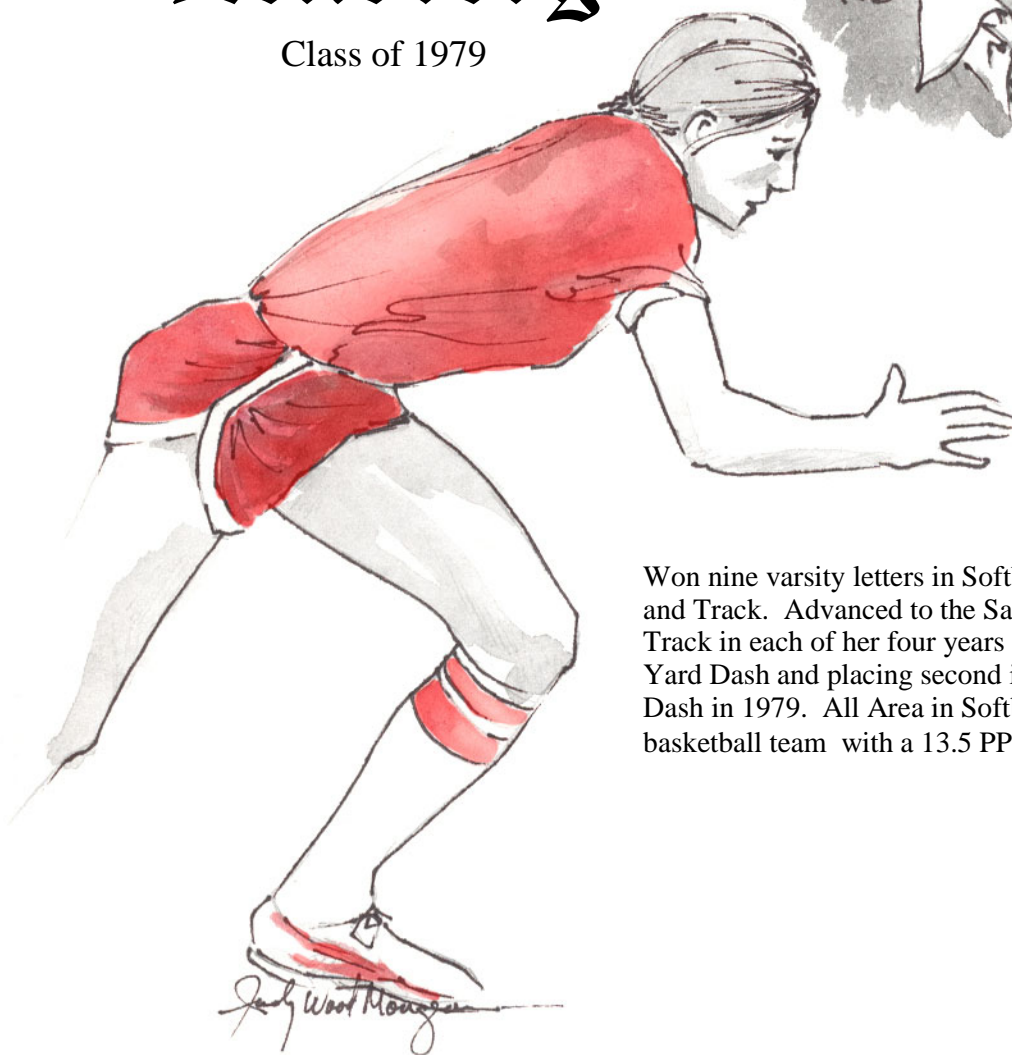 Class of 1979
Won nine varsity letters in Soft
and Track.  Advanced to the Sa
Track in each of her four years
Yard Dash and placing second i
Dash in 1979.  All Area in Soft
basketball team  with a 13.5 PP
Judy Wood